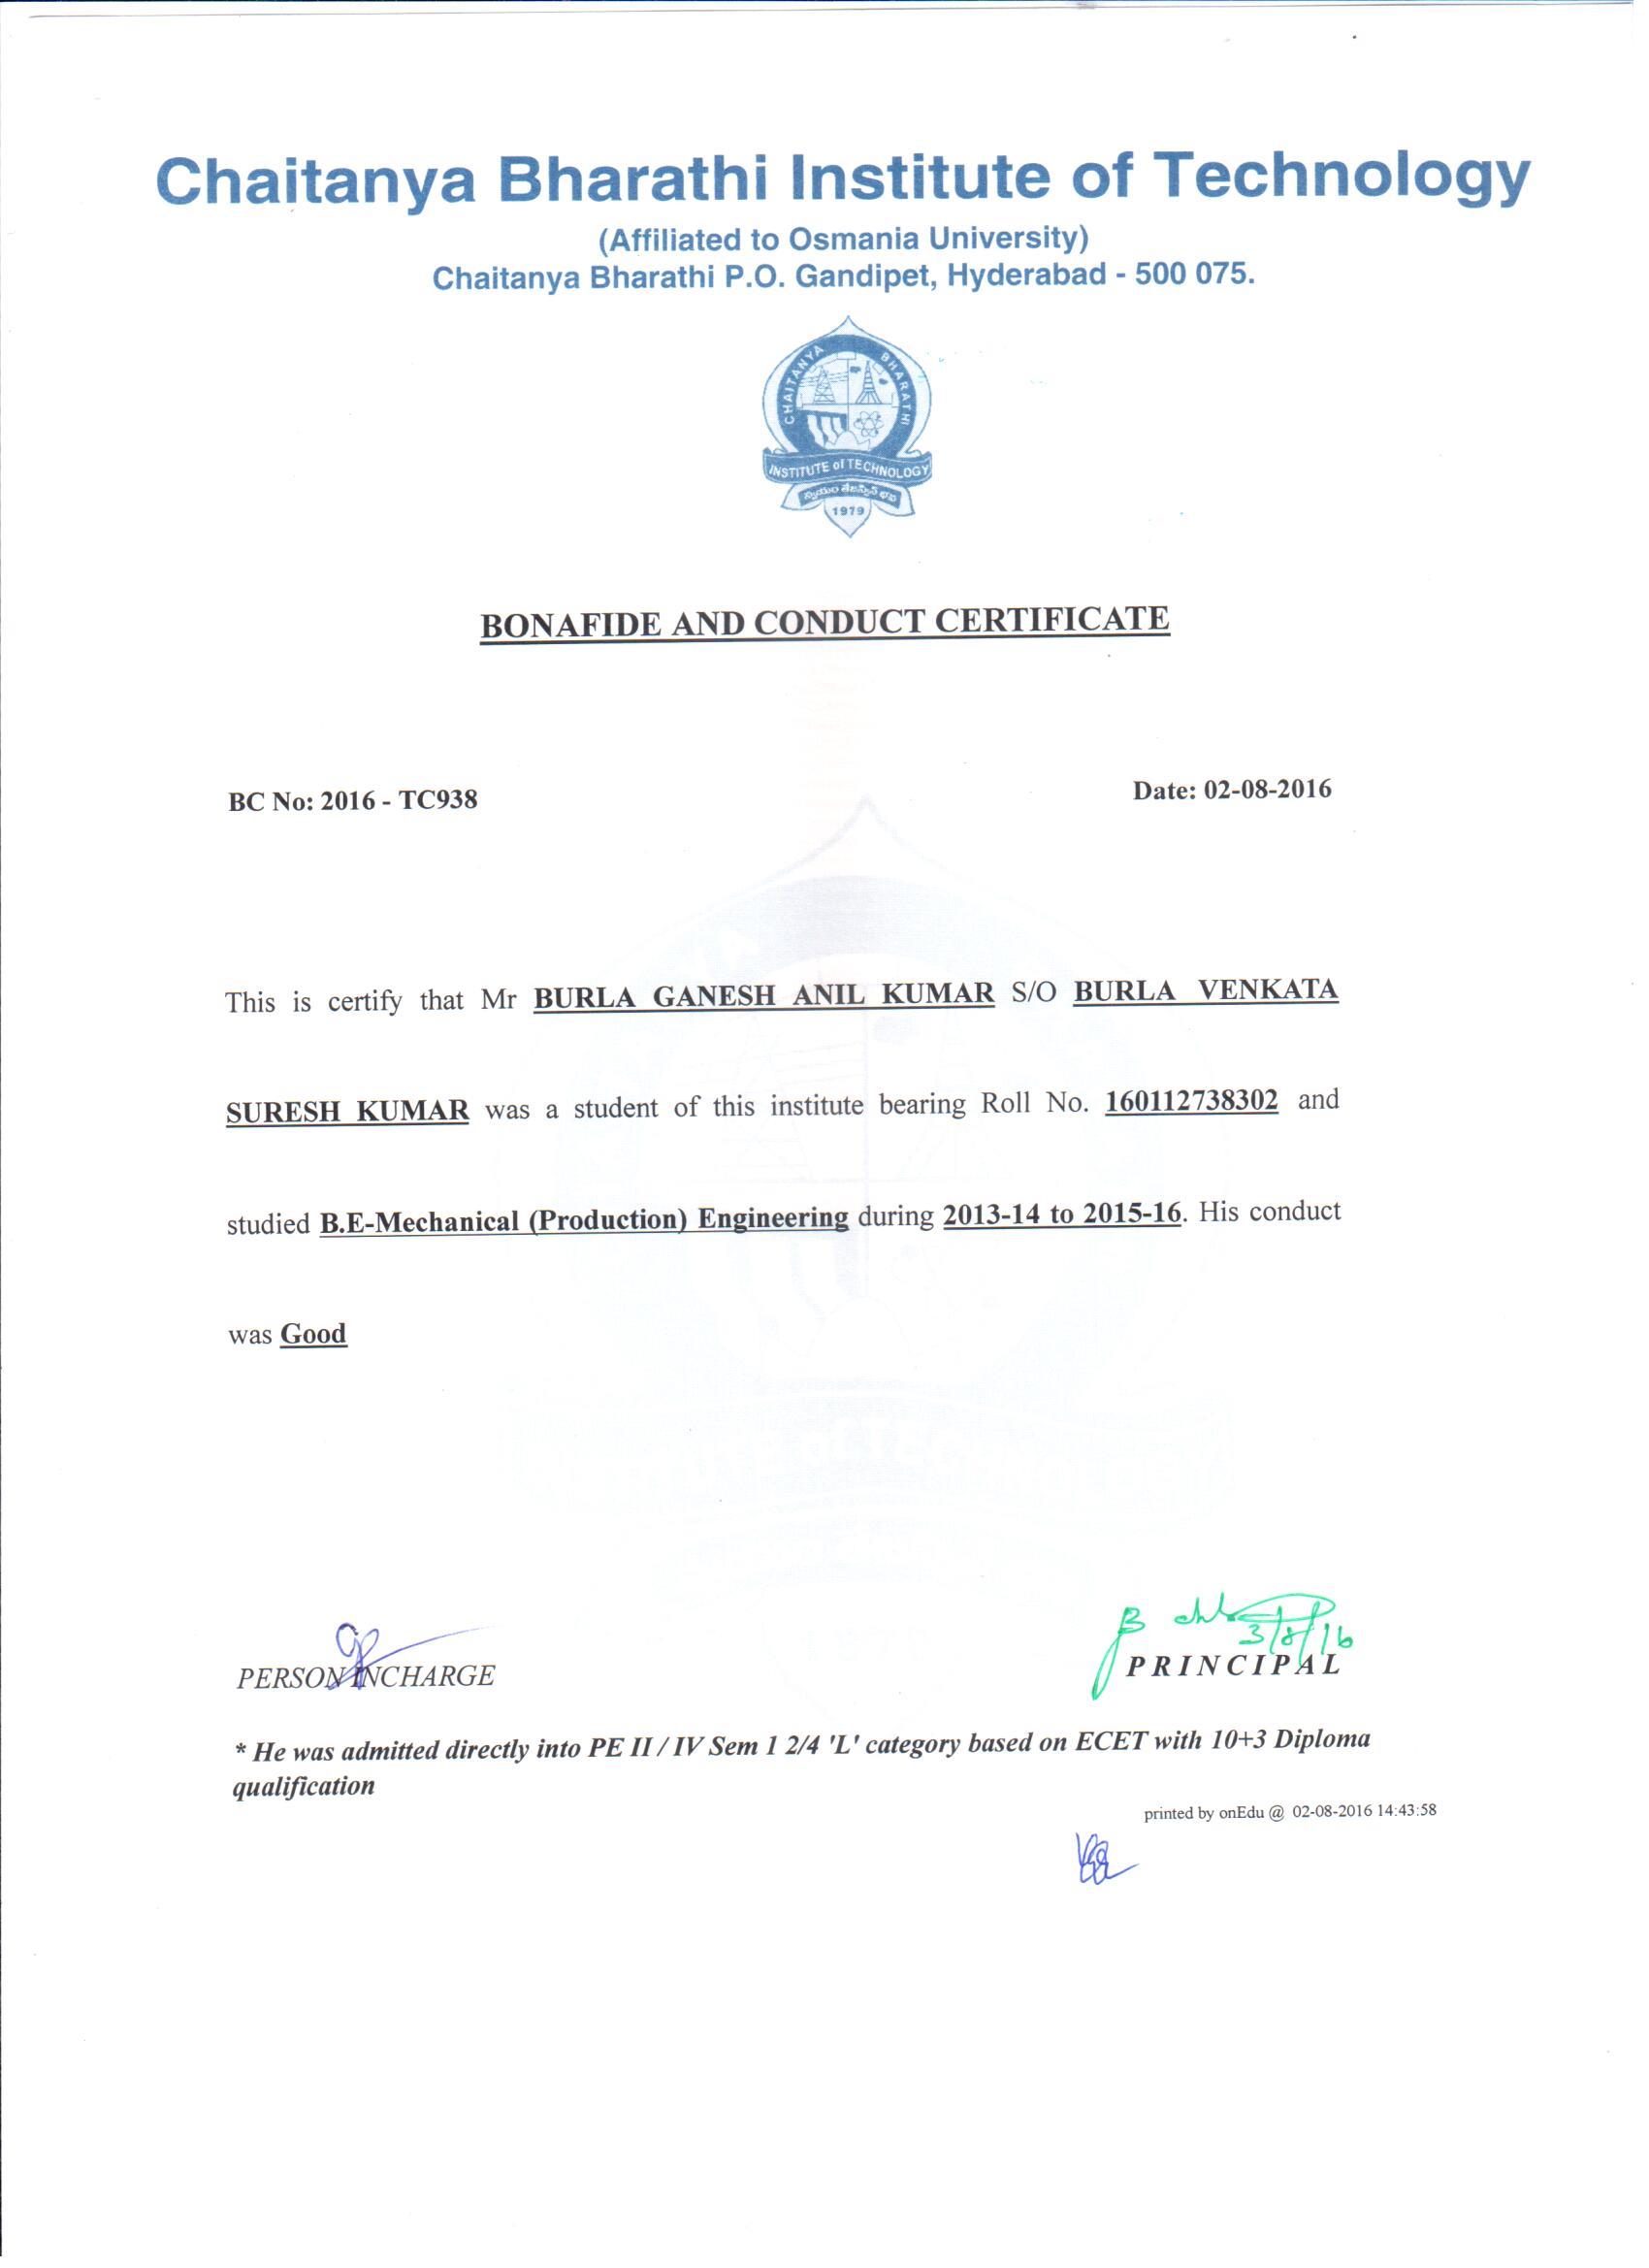 Chaitanya Bharathi Institute of Technology
(Affiliated to Osmania University)
Chaitanya Bharathi P.O. Gandipet, Hyderabad - 500 075.
CHAITANYA BHARATHI
INSTITUTE of TECHNOLOGY
స్వయం తేజస్విన్ భవ
1979
BONAFIDE AND CONDUCT CERTIFICATE
BC No: 2016 - TC938 Date: 02-08-2016
This is certify that Mr BURLA GANESH ANIL KUMAR S/O BURLA VENKATA
SURESH KUMAR was a student of this institute bearing Roll No. 160112738302 and
studied B.E-Mechanical (Production) Engineering during 2013-14 to 2015-16. His conduct
was Good
3/8/16
PERSON INCHARGE PRINCIPAL
* He was admitted directly into PE II / IV Sem 1 2/4 'L' category based on ECET with 10+3 Diploma
qualification
printed by onEdu @ 02-08-2016 14:43:58